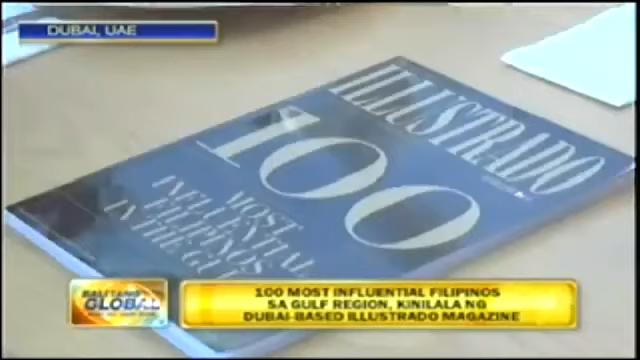 DUBAI, UAE
ILLUSTRADO
100
MOST
INFLUENTIAL
FILIPINOS
IN THE GULF
BALITANG
GLOBAL
100 MOST INFLUENTIAL FILIPINOS
SA GULF REGION, KINILALA NG
DUBAI-BASED ILLUSTRADO MAGAZINE